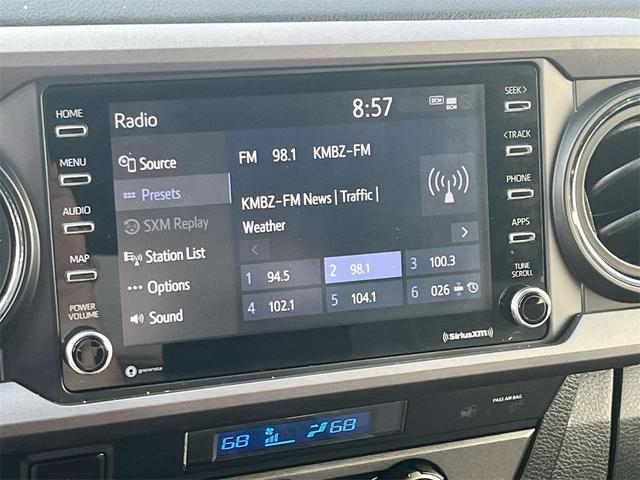 HOME
MENU
AUDIO
MAP
POWER
VOLUME
Radio
8:57
DCM
Source
Presets
SXM Replay
Station List
Options
Sound
FM 98.1 KMBZ-FM
KMBZ-FM News | Traffic |
Weather
1 94.5
2 98.1
3 100.3
4 102.1
5 104.1
6 026
SEEK>
<TRACK
PHONE
APPS
TUNE
SCROLL
gracenote
SiriusXM
PASS AIR BAG
68 68